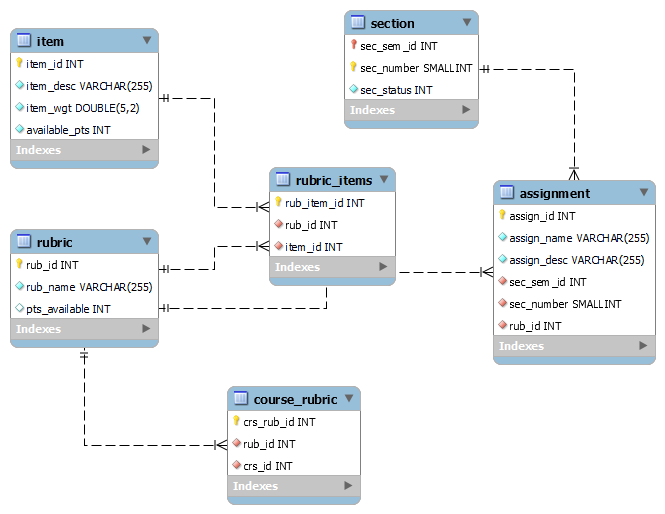 item
item_id INT
item_desc VARCHAR(255)
item_wgt DOUBLE(5,2)
available_pts INT
Indexes
section
sec_sem_id INT
sec_number SMALLINT
sec_status INT
Indexes
rubric_items
rub_item_id INT
rub_id INT
item_id INT
Indexes
assignment
assign_id INT
assign_name VARCHAR(255)
assign_desc VARCHAR(255)
sec_sem_id INT
sec_number SMALLINT
rub_id INT
Indexes
rubric
rub_id INT
rub_name VARCHAR(255)
pts_available INT
Indexes
course_rubric
crs_rub_id INT
rub_id INT
crs_id INT
Indexes